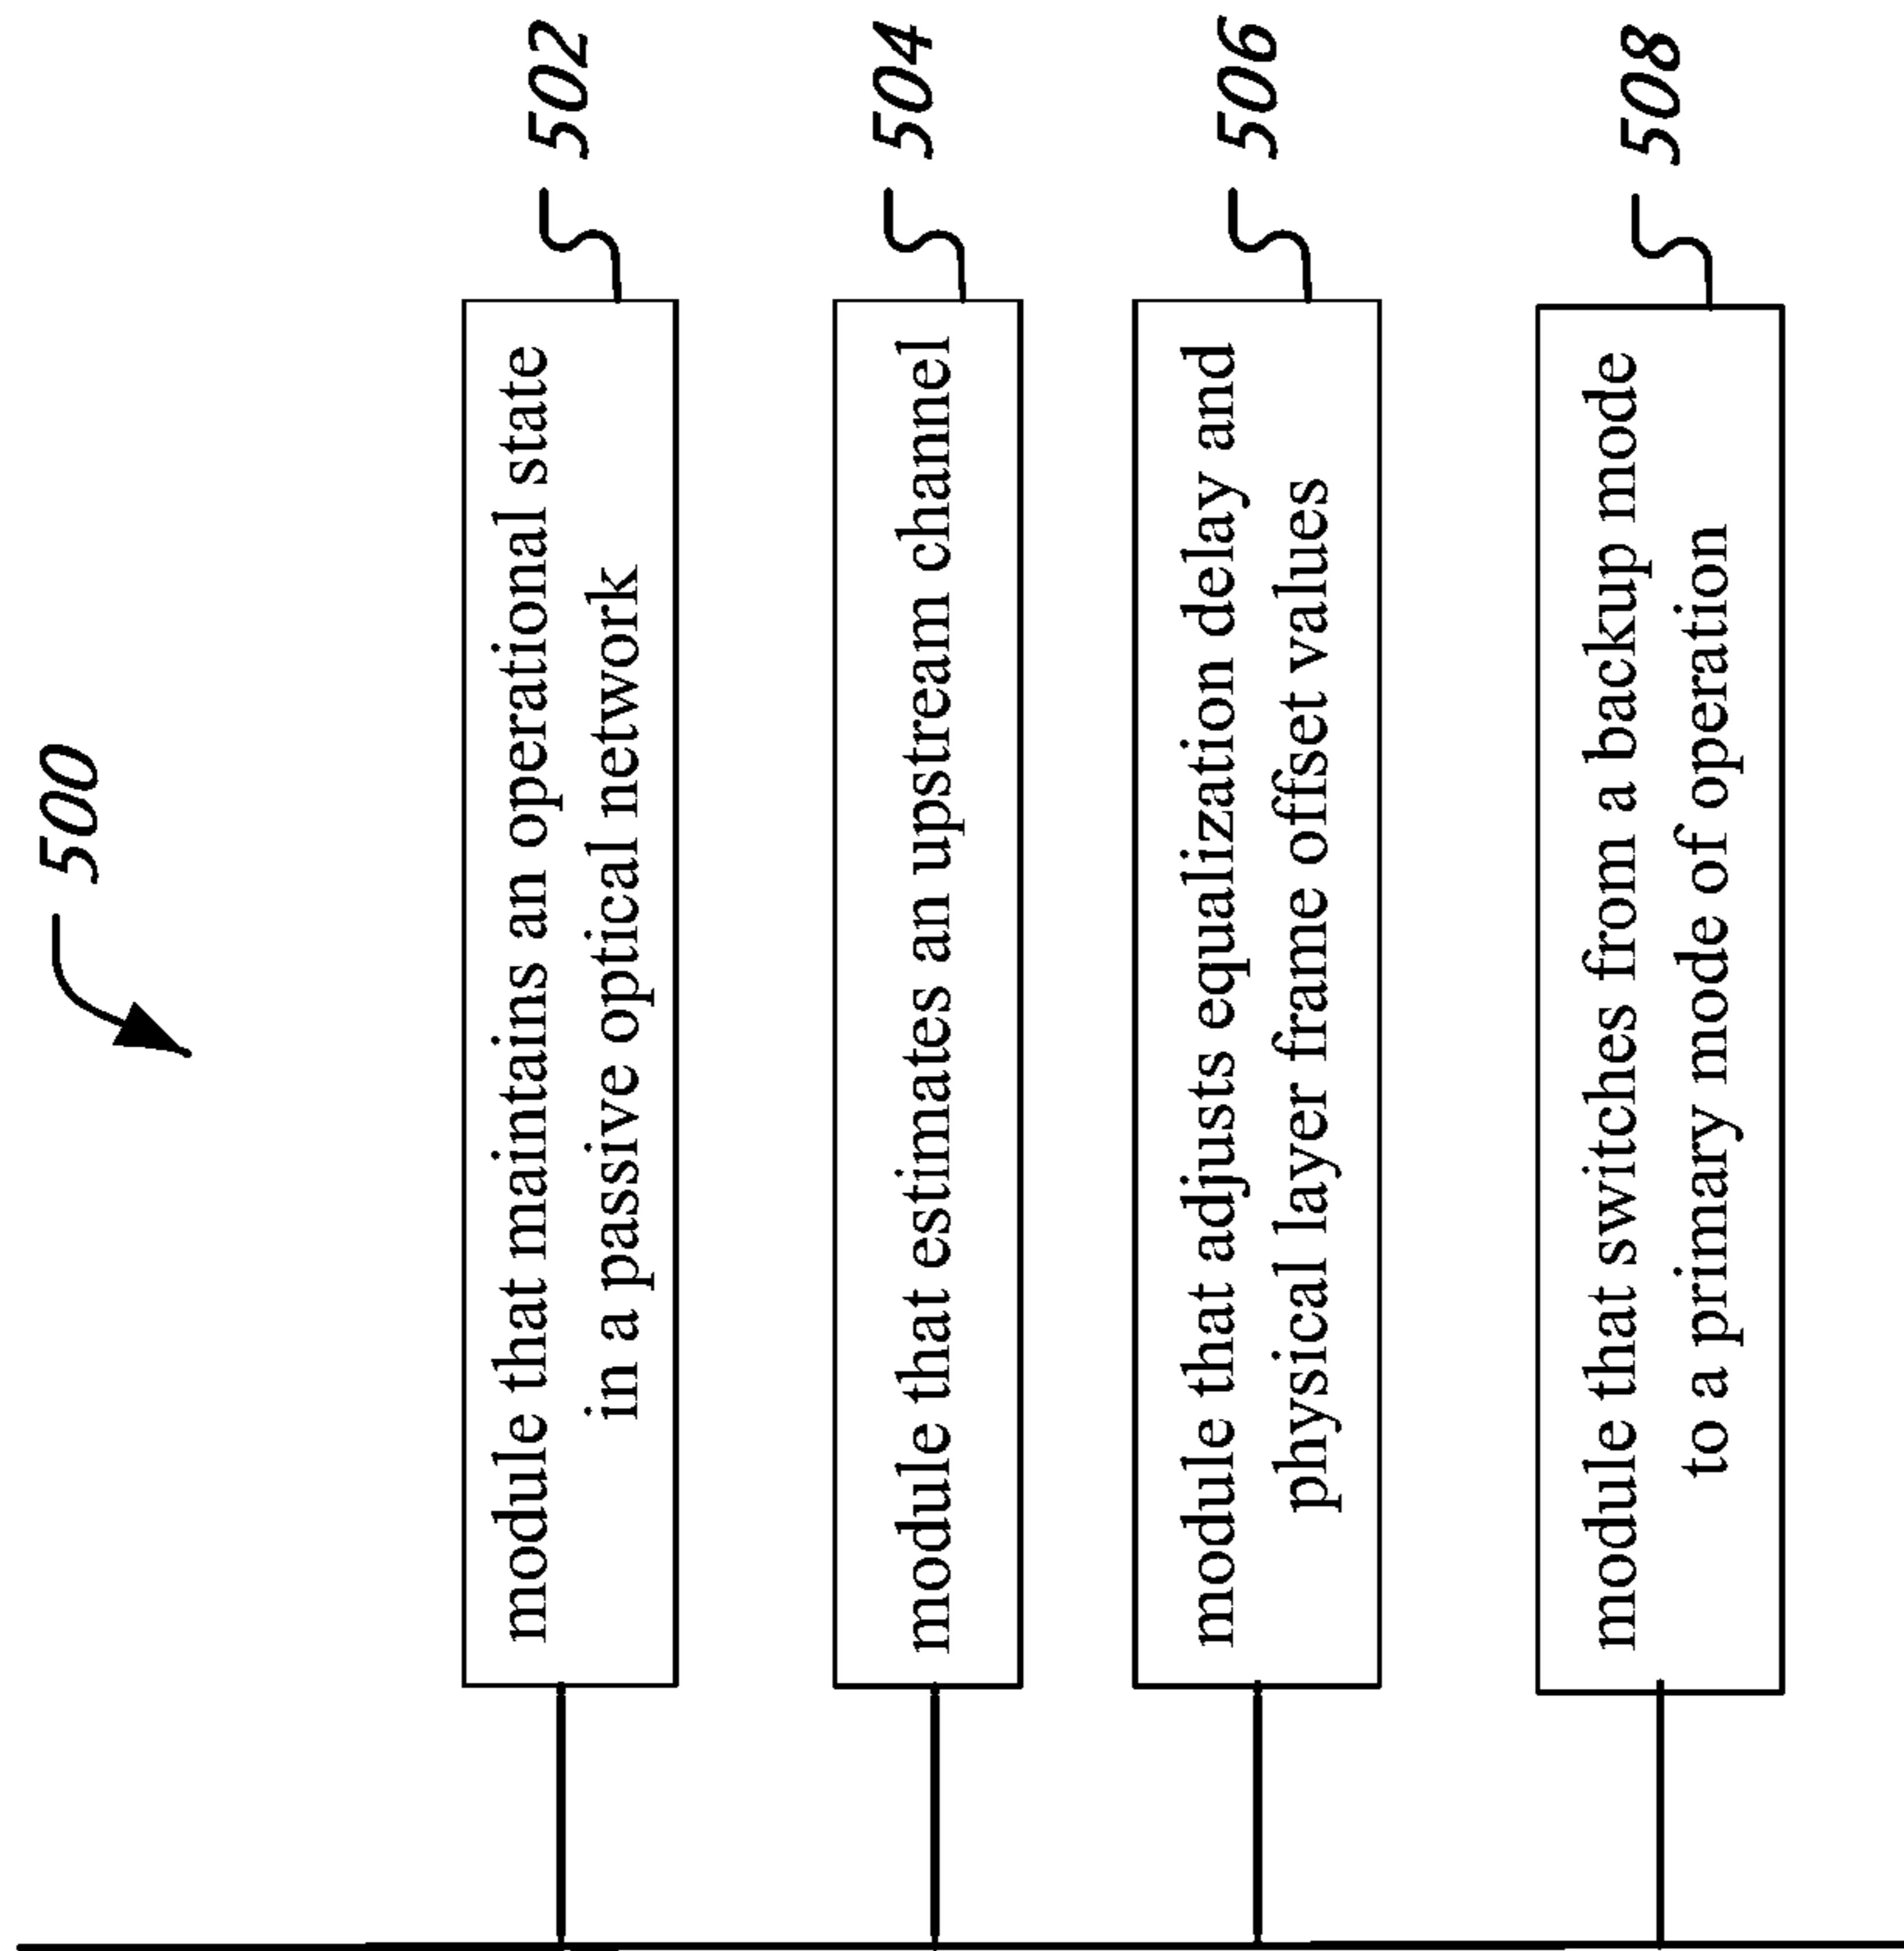 500
module that maintains an operational state
in a passive optical network
502
module that estimates an upstream channel
504
module that adjusts equalization delay and
physical layer frame offset values
506
module that switches from a backup mode
to a primary mode of operation
508